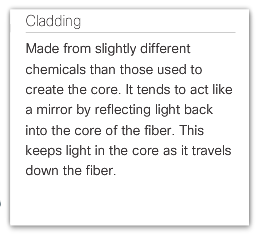 Cladding
Made from slightly different
chemicals than those used to
create the core. It tends to act like
a mirror by reflecting light back
into the core of the fiber. This
keeps light in the core as it travels
down the fiber.